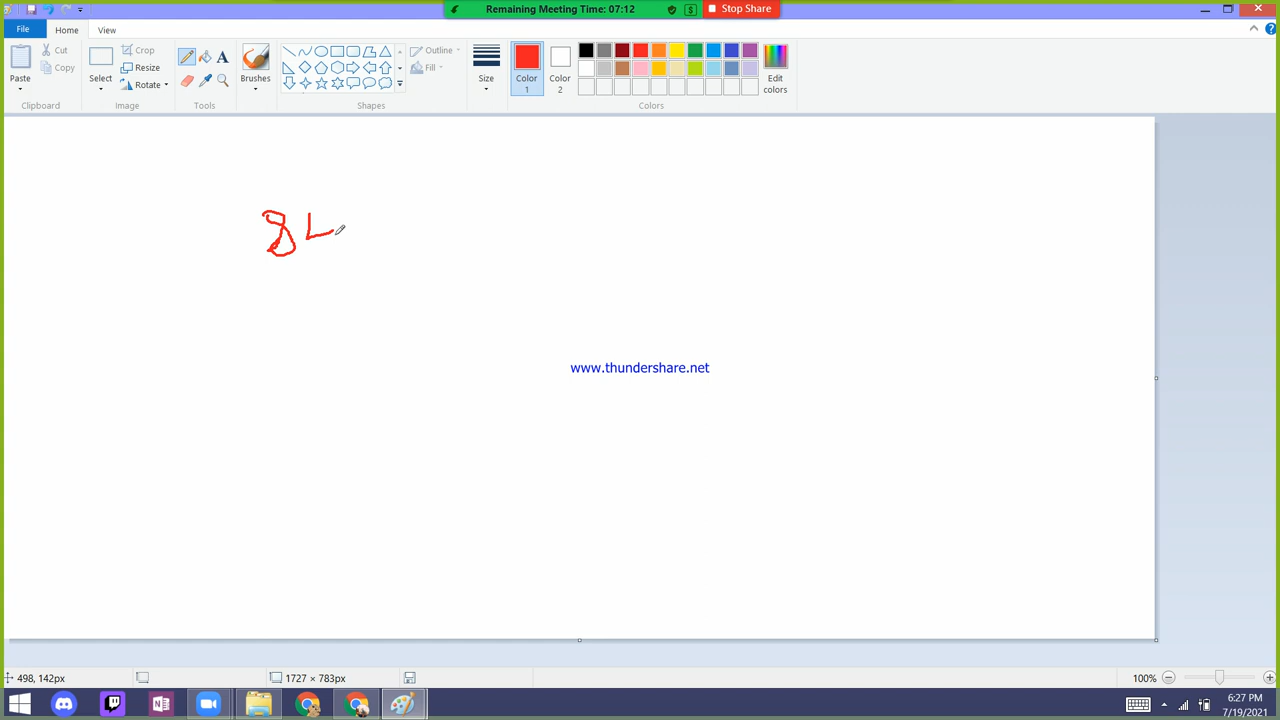 Remaining Meeting Time: 07:12
Stop Share
File
Home
View
Paste
Cut
Copy
Clipboard
Select
Crop
Resize
Rotate
Image
A
Tools
Brushes
Outline
Fill
Shapes
Size
Color 1
Color 2
Edit colors
Colors
8L
www.thundershare.net
498, 142px
1727 × 783px
100%
6:27 PM
7/19/2021